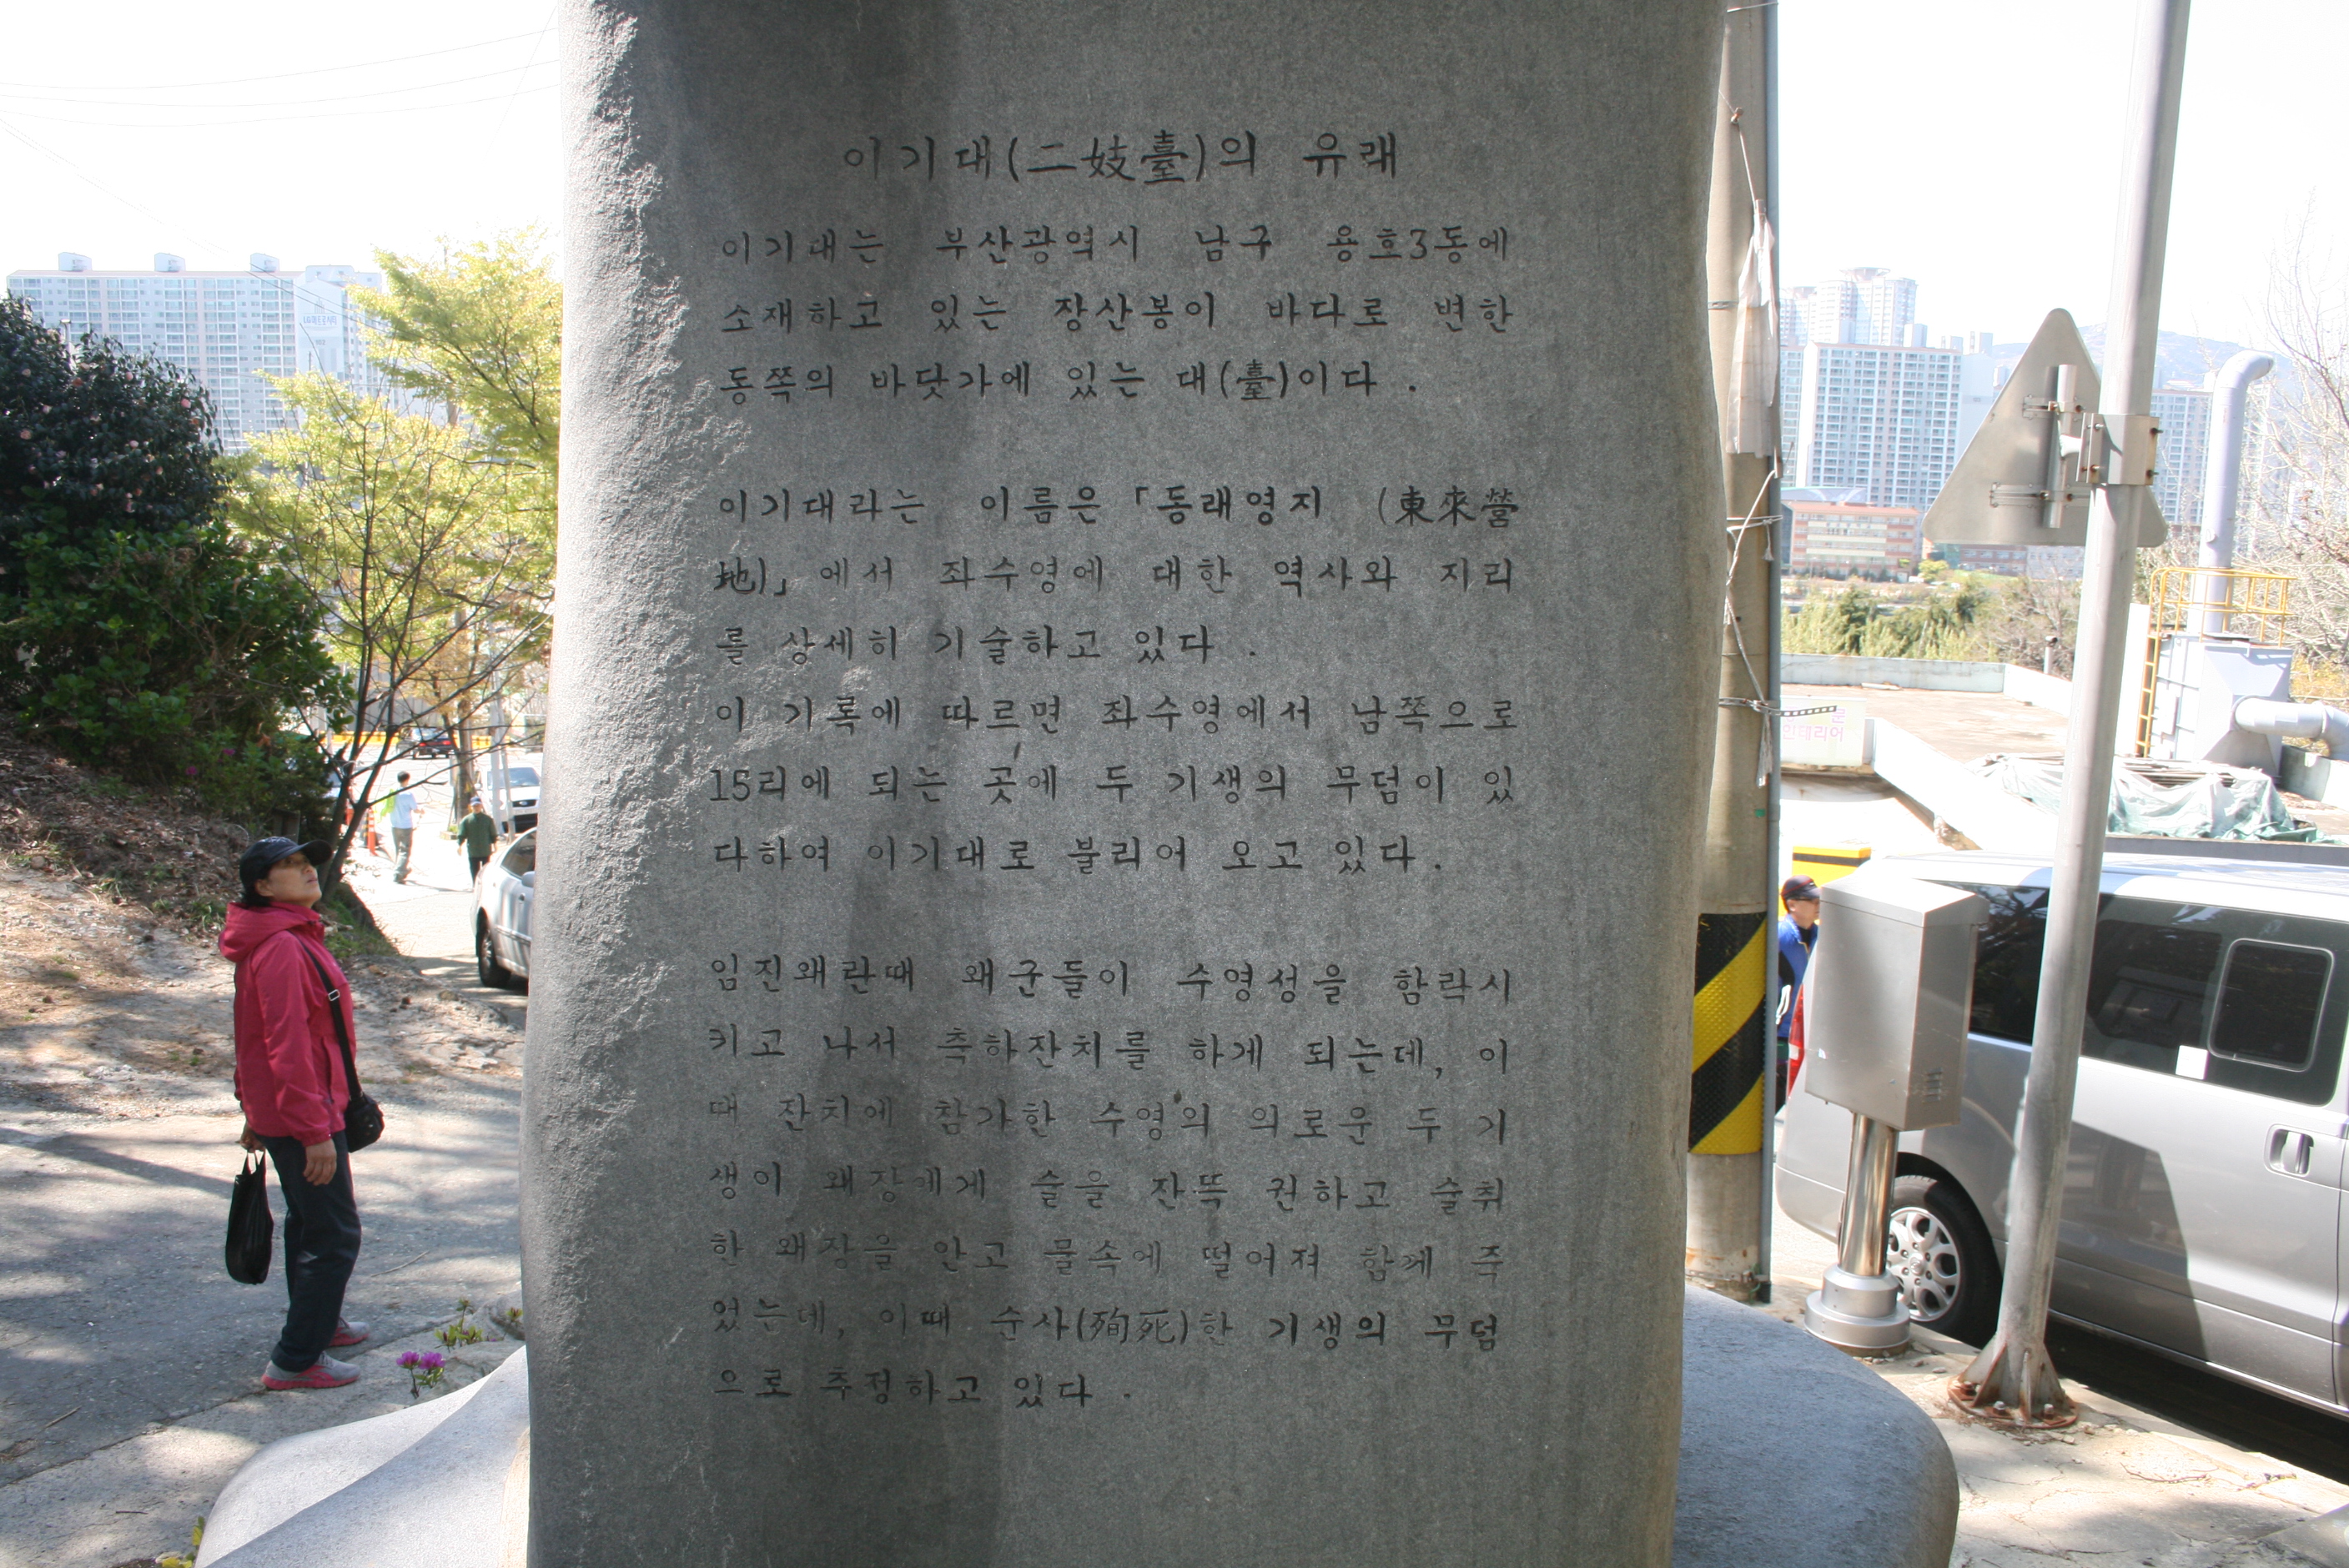 이기대(二妓臺)의 유래
이기대는 부산광역시 남구 용호3동에
소재하고 있는 장산봉이 바다로 변한
동쪽의 바닷가에 있는 대(臺)이다.
이기대라는 이름은「동래영지 (東來營
地)」에서 좌수영에 대한 역사와 지리
를 상세히 기술하고 있다.
이 기록에 따르면 좌수영에서 남쪽으로
15리에 되는 곳에 두 기생의 무덤이 있
다하여 이기대로 불리어 오고 있다.
임진왜란때 왜군들이 수영성을 함락시
키고 나서 축하잔치를 하게 되는데, 이
때 잔치에 참가한 수영의 의로운 두 기
생이 왜장에게 술을 잔뜩 권하고 술취
한 왜장을 안고 물속에 떨어져 함께 죽
었는데, 이때 순사(殉死)한 기생의 무덤
으로 추정하고 있다.
인테리어